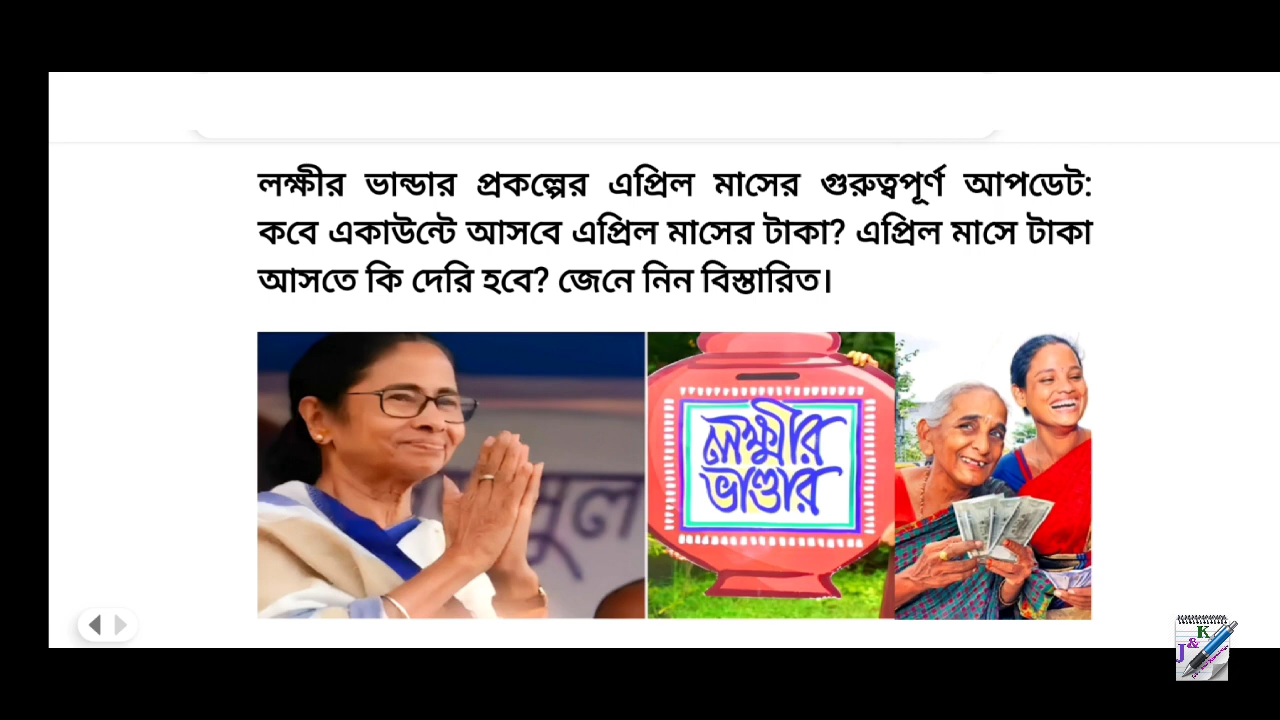 লক্ষীর ভান্ডার প্রকল্পের এপ্রিল মাসের গুরুত্বপূর্ণ আপডেট:
কবে একাউন্টে আসবে এপ্রিল মাসের টাকা? এপ্রিল মাসে টাকা
আসতে কি দেরি হবে? জেনে নিন বিস্তারিত।
লক্ষ্মীর
ভাণ্ডার
J&K